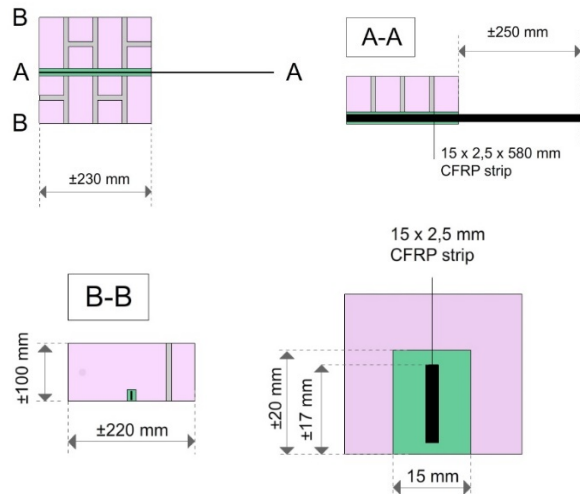 B
A
A
B
±230 mm
A-A
±250 mm
15 x 2,5 x 580 mm
CFRP strip
B-B
±100 mm
±220 mm
15 x 2,5 mm
CFRP strip
±20 mm
±17 mm
15 mm